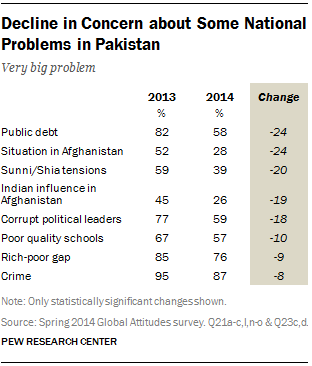 Decline in Concern about Some National
Problems in Pakistan
Very big problem
2013 2014 Change
% %
Public debt 82 58 -24
Situation in Afghanistan 52 28 -24
Sunni/Shia tensions 59 39 -20
Indian influence in
Afghanistan 45 26 -19
Corrupt political leaders 77 59 -18
Poor quality schools 67 57 -10
Rich-poor gap 85 76 -9
Crime 95 87 -8
Note: Only statistically significant changes shown.
Source: Spring 2014 Global Attitudes survey. Q21a-c,l,n-o & Q23c,d.
PEW RESEARCH CENTER